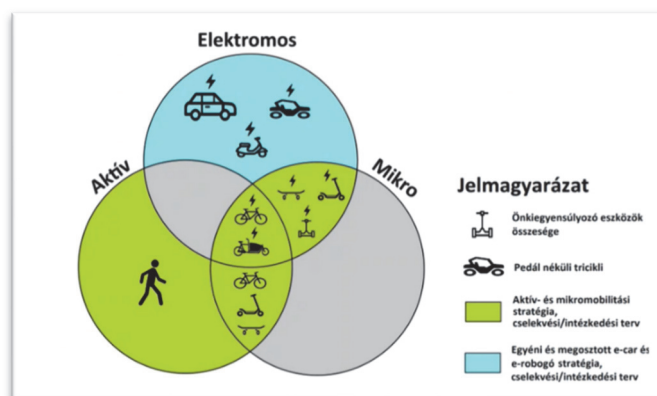 Elektromos
Aktív
Mikro
Jelmagyarázat
Önkiegyensúlyozó eszközök
összesége
Pedál nélküli tricikli
Aktív- és mikromobilitási
stratégia,
cselekvési/intézkedési terv
Egyéni és megosztott e-car és
e-robogó stratégia,
cselekvési/intézkedési terv